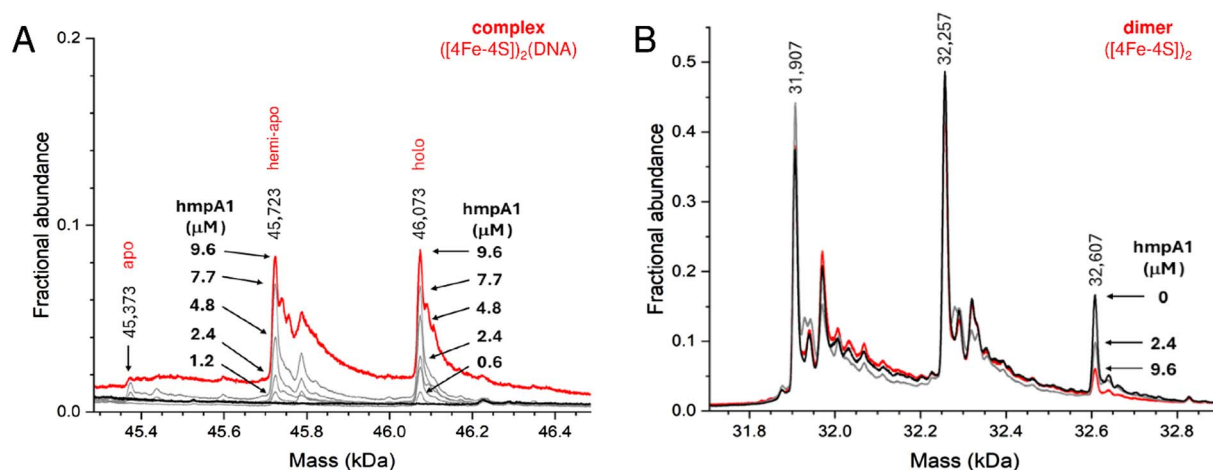 A
complex
([4Fe-4S])₂(DNA)
0.2
0.1
0.0
Fractional abundance
apo
45,373
hemi-apo
45,723
holo
46,073
hmpA1
(μM)
9.6
7.7
4.8
2.4
1.2
hmpA1
(μM)
9.6
7.7
4.8
2.4
0.6
45.4 45.6 45.8 46.0 46.2 46.4
Mass (kDa)
B
dimer
([4Fe-4S])₂
0.5
0.4
0.3
0.2
0.1
0.0
Fractional abundance
31,907
32,257
32,607
hmpA1
(μM)
0
2.4
9.6
31.8 32.0 32.2 32.4 32.6 32.8
Mass (kDa)